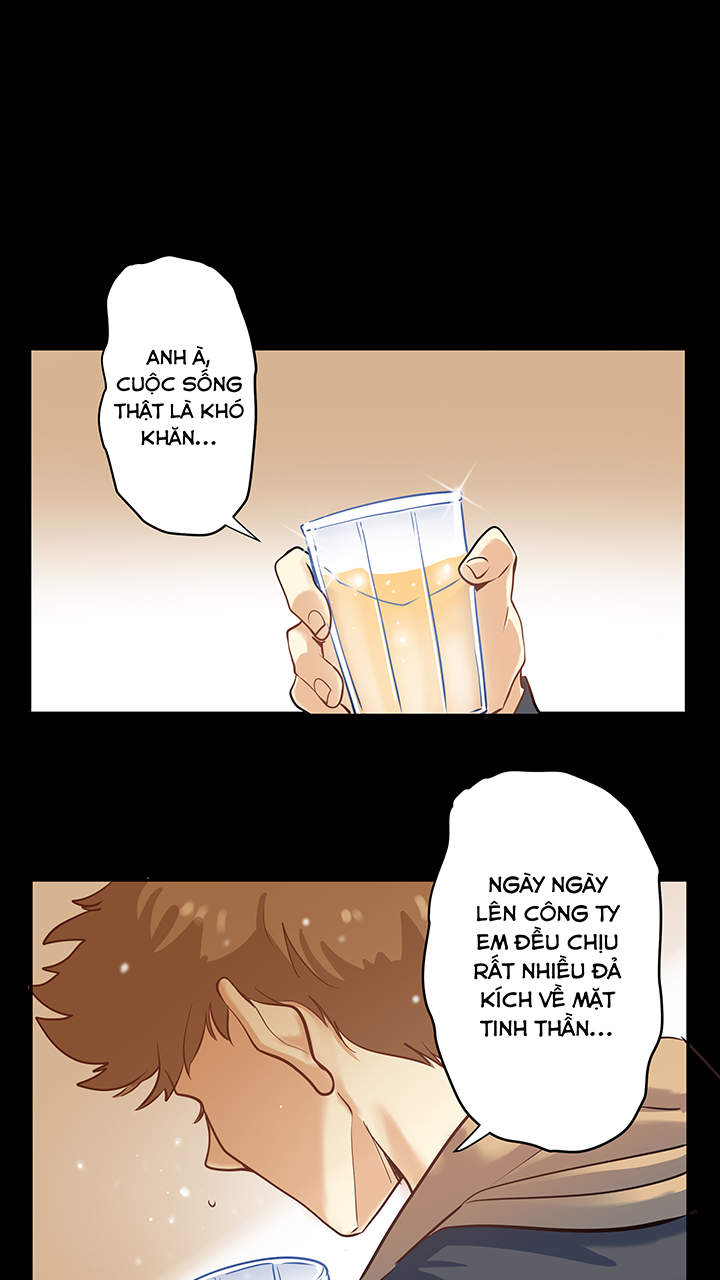 ANH À,
CUỘC SỐNG
THẬT LÀ KHÓ
KHĂN...
NGÀY NGÀY
LÊN CÔNG TY
EM ĐỀU CHỊU
RẤT NHIỀU ĐẢ
KÍCH VỀ MẶT
TINH THẦN...